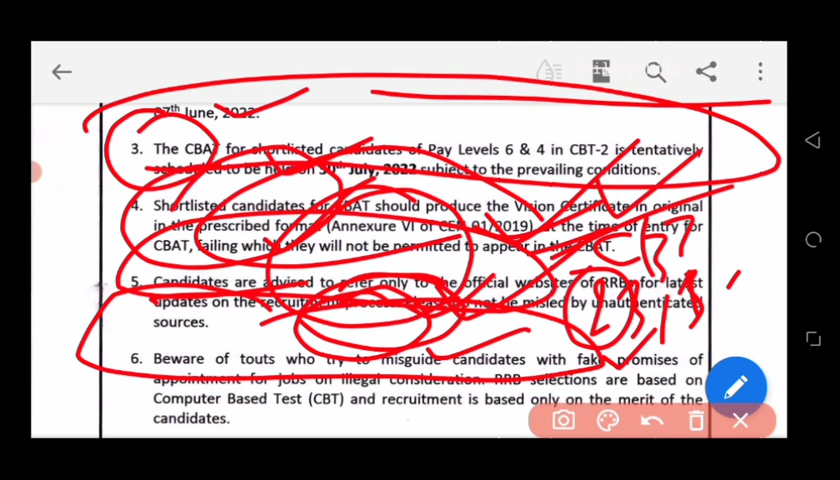 07th June, 2022.
3. The CBAT for shortlisted candidates of Pay Levels 6 & 4 in CBT-2 is tentatively
scheduled to be held on 30th July, 2022 subject to the prevailing conditions.
4. Shortlisted candidates for CBAT should produce the Vision Certificate in original
in the prescribed format (Annexure VI of CEN 01/2019) at the time of entry for
CBAT, failing which they will not be permitted to appear in the CBAT.
5. Candidates are advised to refer only to the official websites of RRBs for latest
updates on the recruitment process. Please do not be misled by unauthenticated
sources.
6. Beware of touts who try to misguide candidates with fake promises of
appointment for jobs on illegal consideration. RRB selections are based on
Computer Based Test (CBT) and recruitment is based only on the merit of the
candidates.